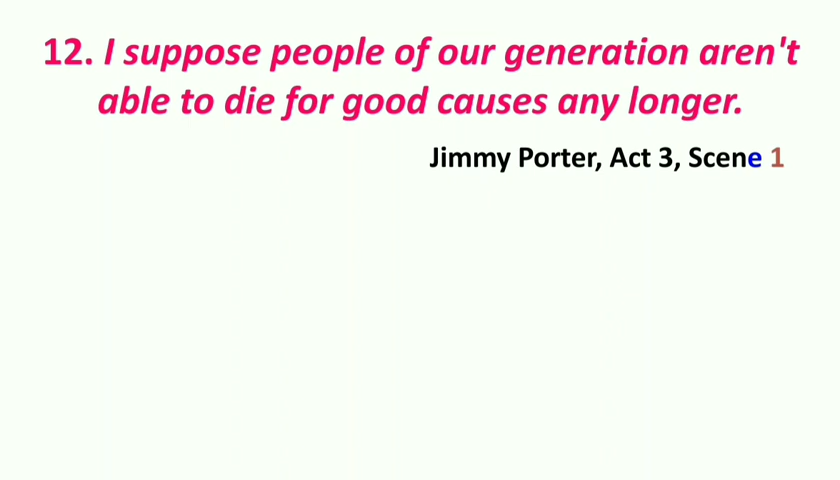 12. I suppose people of our generation aren't
able to die for good causes any longer.
Jimmy Porter, Act 3, Scene 1